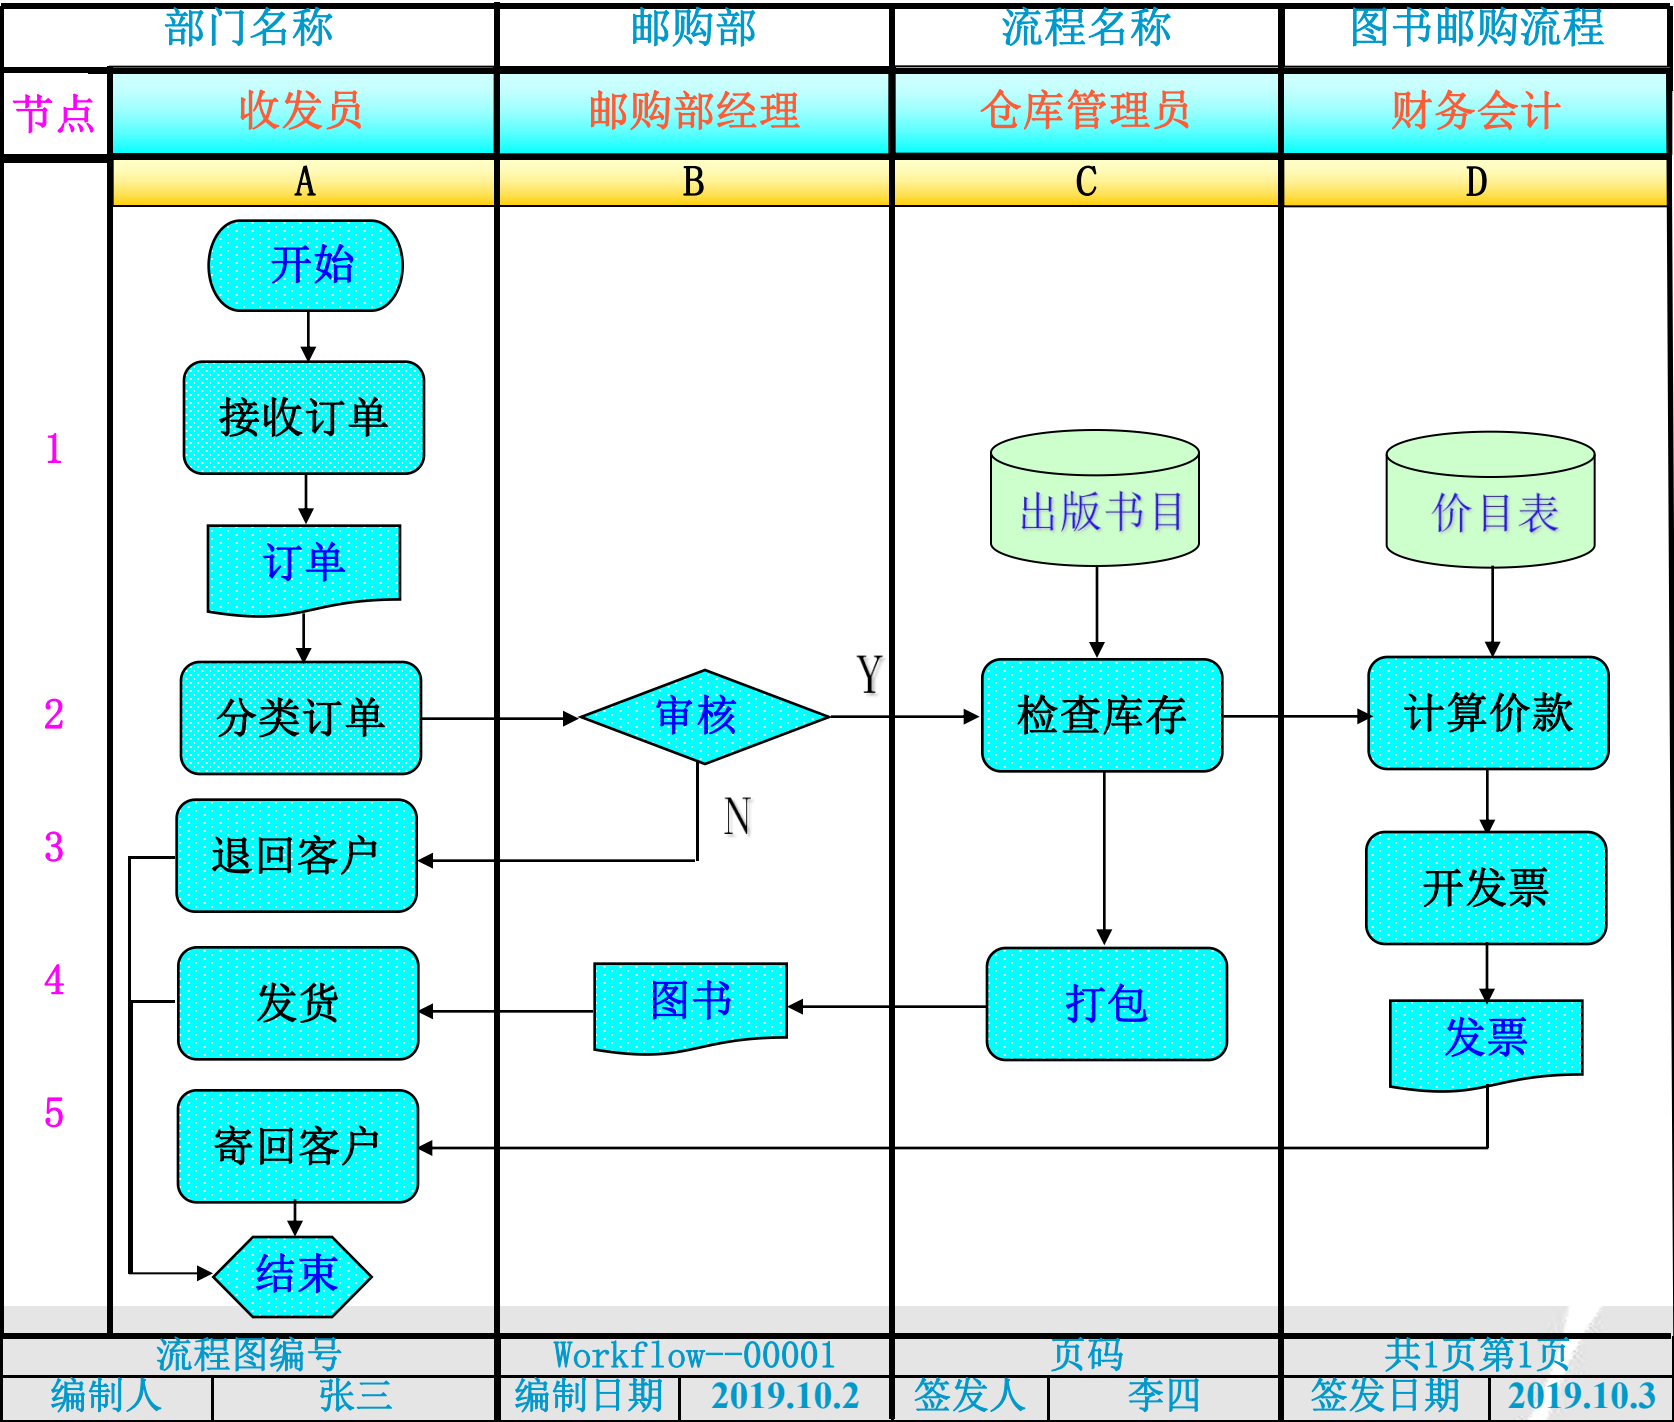 部门名称 邮购部 流程名称 图书邮购流程
节点 收发员 邮购部经理 仓库管理员 财务会计
A B C D
开始
接收订单
1
出版书目 价目表
订单
Y
2 分类订单 审核 检查库存 计算价款
N
3 退回客户 开发票
4 发货 图书 打包
发票
5 寄回客户
结束
流程图编号 Workflow--00001 页码 共1页第1页
编制人 张三 编制日期 2019.10.2 签发人 李四 签发日期 2019.10.3